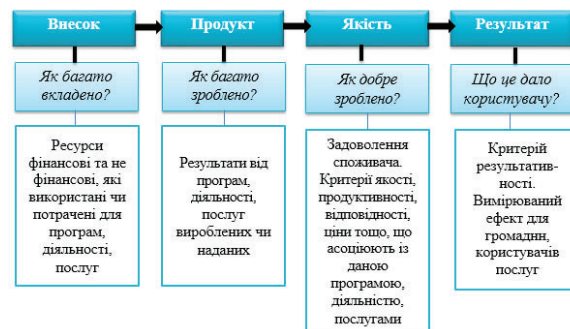 Внесок
Продукт
Якість
Результат
Як багато
вкладено?
Як багато
зроблено?
Як добре
зроблено?
Що це дало
користувачу?
Ресурси
фінансові та не
фінансові, які
використані чи
потрачені для
програм,
діяльності,
послуг
Результати від
програм,
діяльності,
послуг
вироблених чи
наданих
Задоволення
споживача.
Критерії якості,
продуктивності,
відповідності,
ціни тощо, що
асоціюють із
даною
програмою,
діяльністю,
послугами
Критерій
результатив-
ності.
Вимірюваний
ефект для
громаднн,
користувачів
послуг